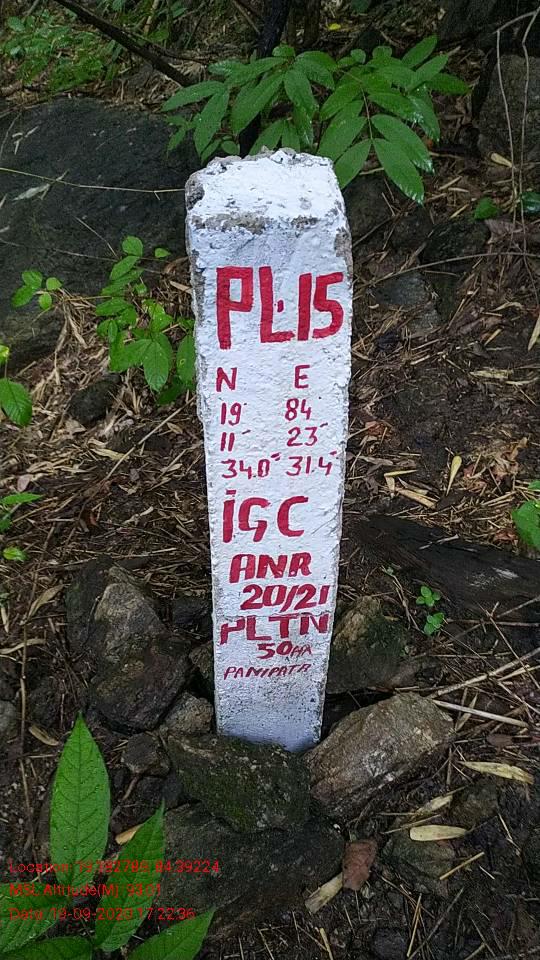 PL-15
N E
19° 84°
11' 23'
34.0" 31.4"
IGC
ANR
20/21
PLTN
50HA
PANIPATA
Location: 19.192789, 84.39224
MSL Altitude(M): 99.01
Date: 19-09-2020 17:22:36